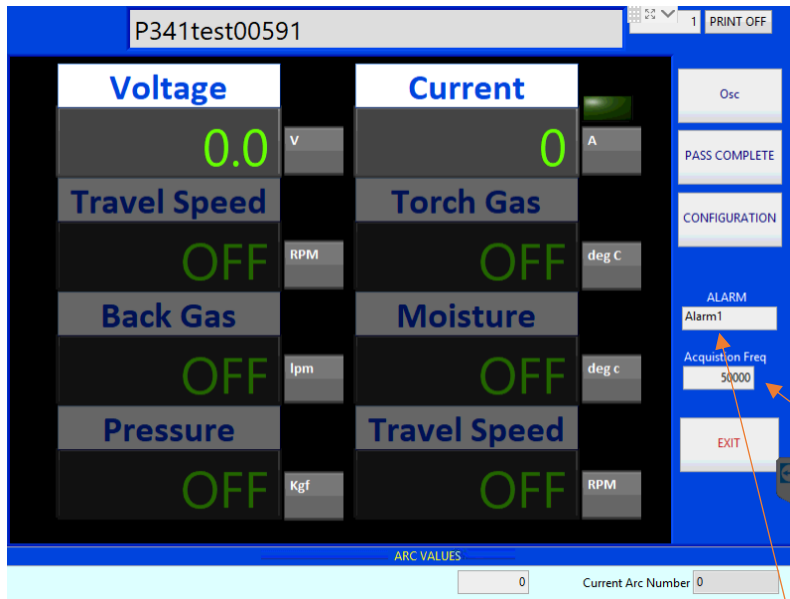 P341test00591
1 PRINT OFF
Voltage Current
0.0 V 0 A
Osc
PASS COMPLETE
Travel Speed Torch Gas
OFF RPM OFF deg C
CONFIGURATION
Back Gas Moisture
ALARM
Alarm1
OFF lpm OFF deg c
Acquistion Freq
50000
Pressure Travel Speed
EXIT
OFF Kgf OFF RPM
ARC VALUES
0 Current Arc Number 0